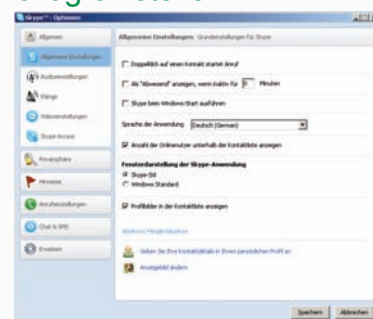 Skype™ - Optionen
Allgemein
Allgemeine Einstellungen
Audioeinstellungen
Klänge
Videoeinstellungen
Skype Access
Privatsphäre
Hinweise
Anrufeinstellungen
Chat & SMS
Erweitert
Allgemeine Einstellungen: Grundeinstellungen für Skype
Doppelklick auf einen Kontakt startet Anruf
Als "Abwesend" anzeigen, wenn inaktiv für Minuten
Skype beim Windows-Start ausführen
Sprache der Anwendung Deutsch (German)
Anzahl der Onlinenutzer unterhalb der Kontaktliste anzeigen
Fensterdarstellung der Skype-Anwendung
Skype-Stil
Windows Standard
Profilbilder in der Kontaktliste anzeigen
Weitere Möglichkeiten
Geben Sie Ihre Kontaktdetails in Ihrem persönlichen Profil an
Anzeigebild ändern
Speichern Abbrechen